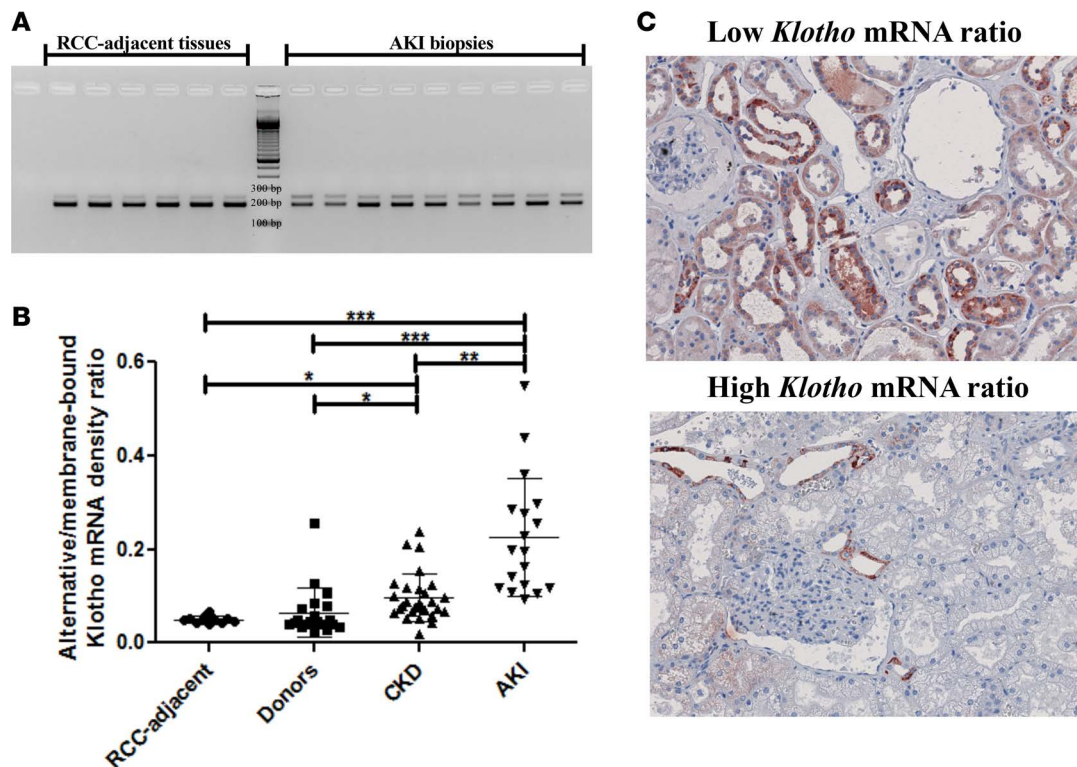 A
RCC-adjacent tissues
AKI biopsies
300 bp
200 bp
100 bp
B
***
***
**
*
*
Alternative/membrane-bound
Klotho mRNA density ratio
0.6
0.4
0.2
0.0
RCC-adjacent
Donors
CKD
AKI
C
Low Klotho mRNA ratio
High Klotho mRNA ratio